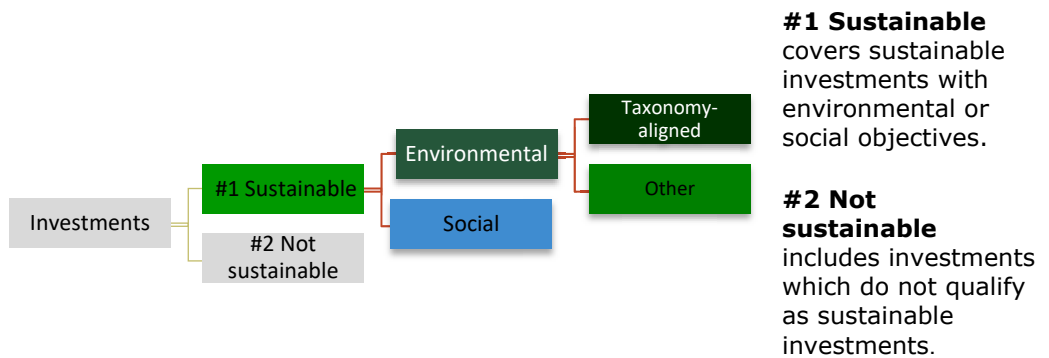 Investments
#1 Sustainable
#2 Not
sustainable
Environmental
Social
Taxonomy-
aligned
Other
#1 Sustainable
covers sustainable
investments with
environmental or
social objectives.
#2 Not
sustainable
includes investments
which do not qualify
as sustainable
investments.